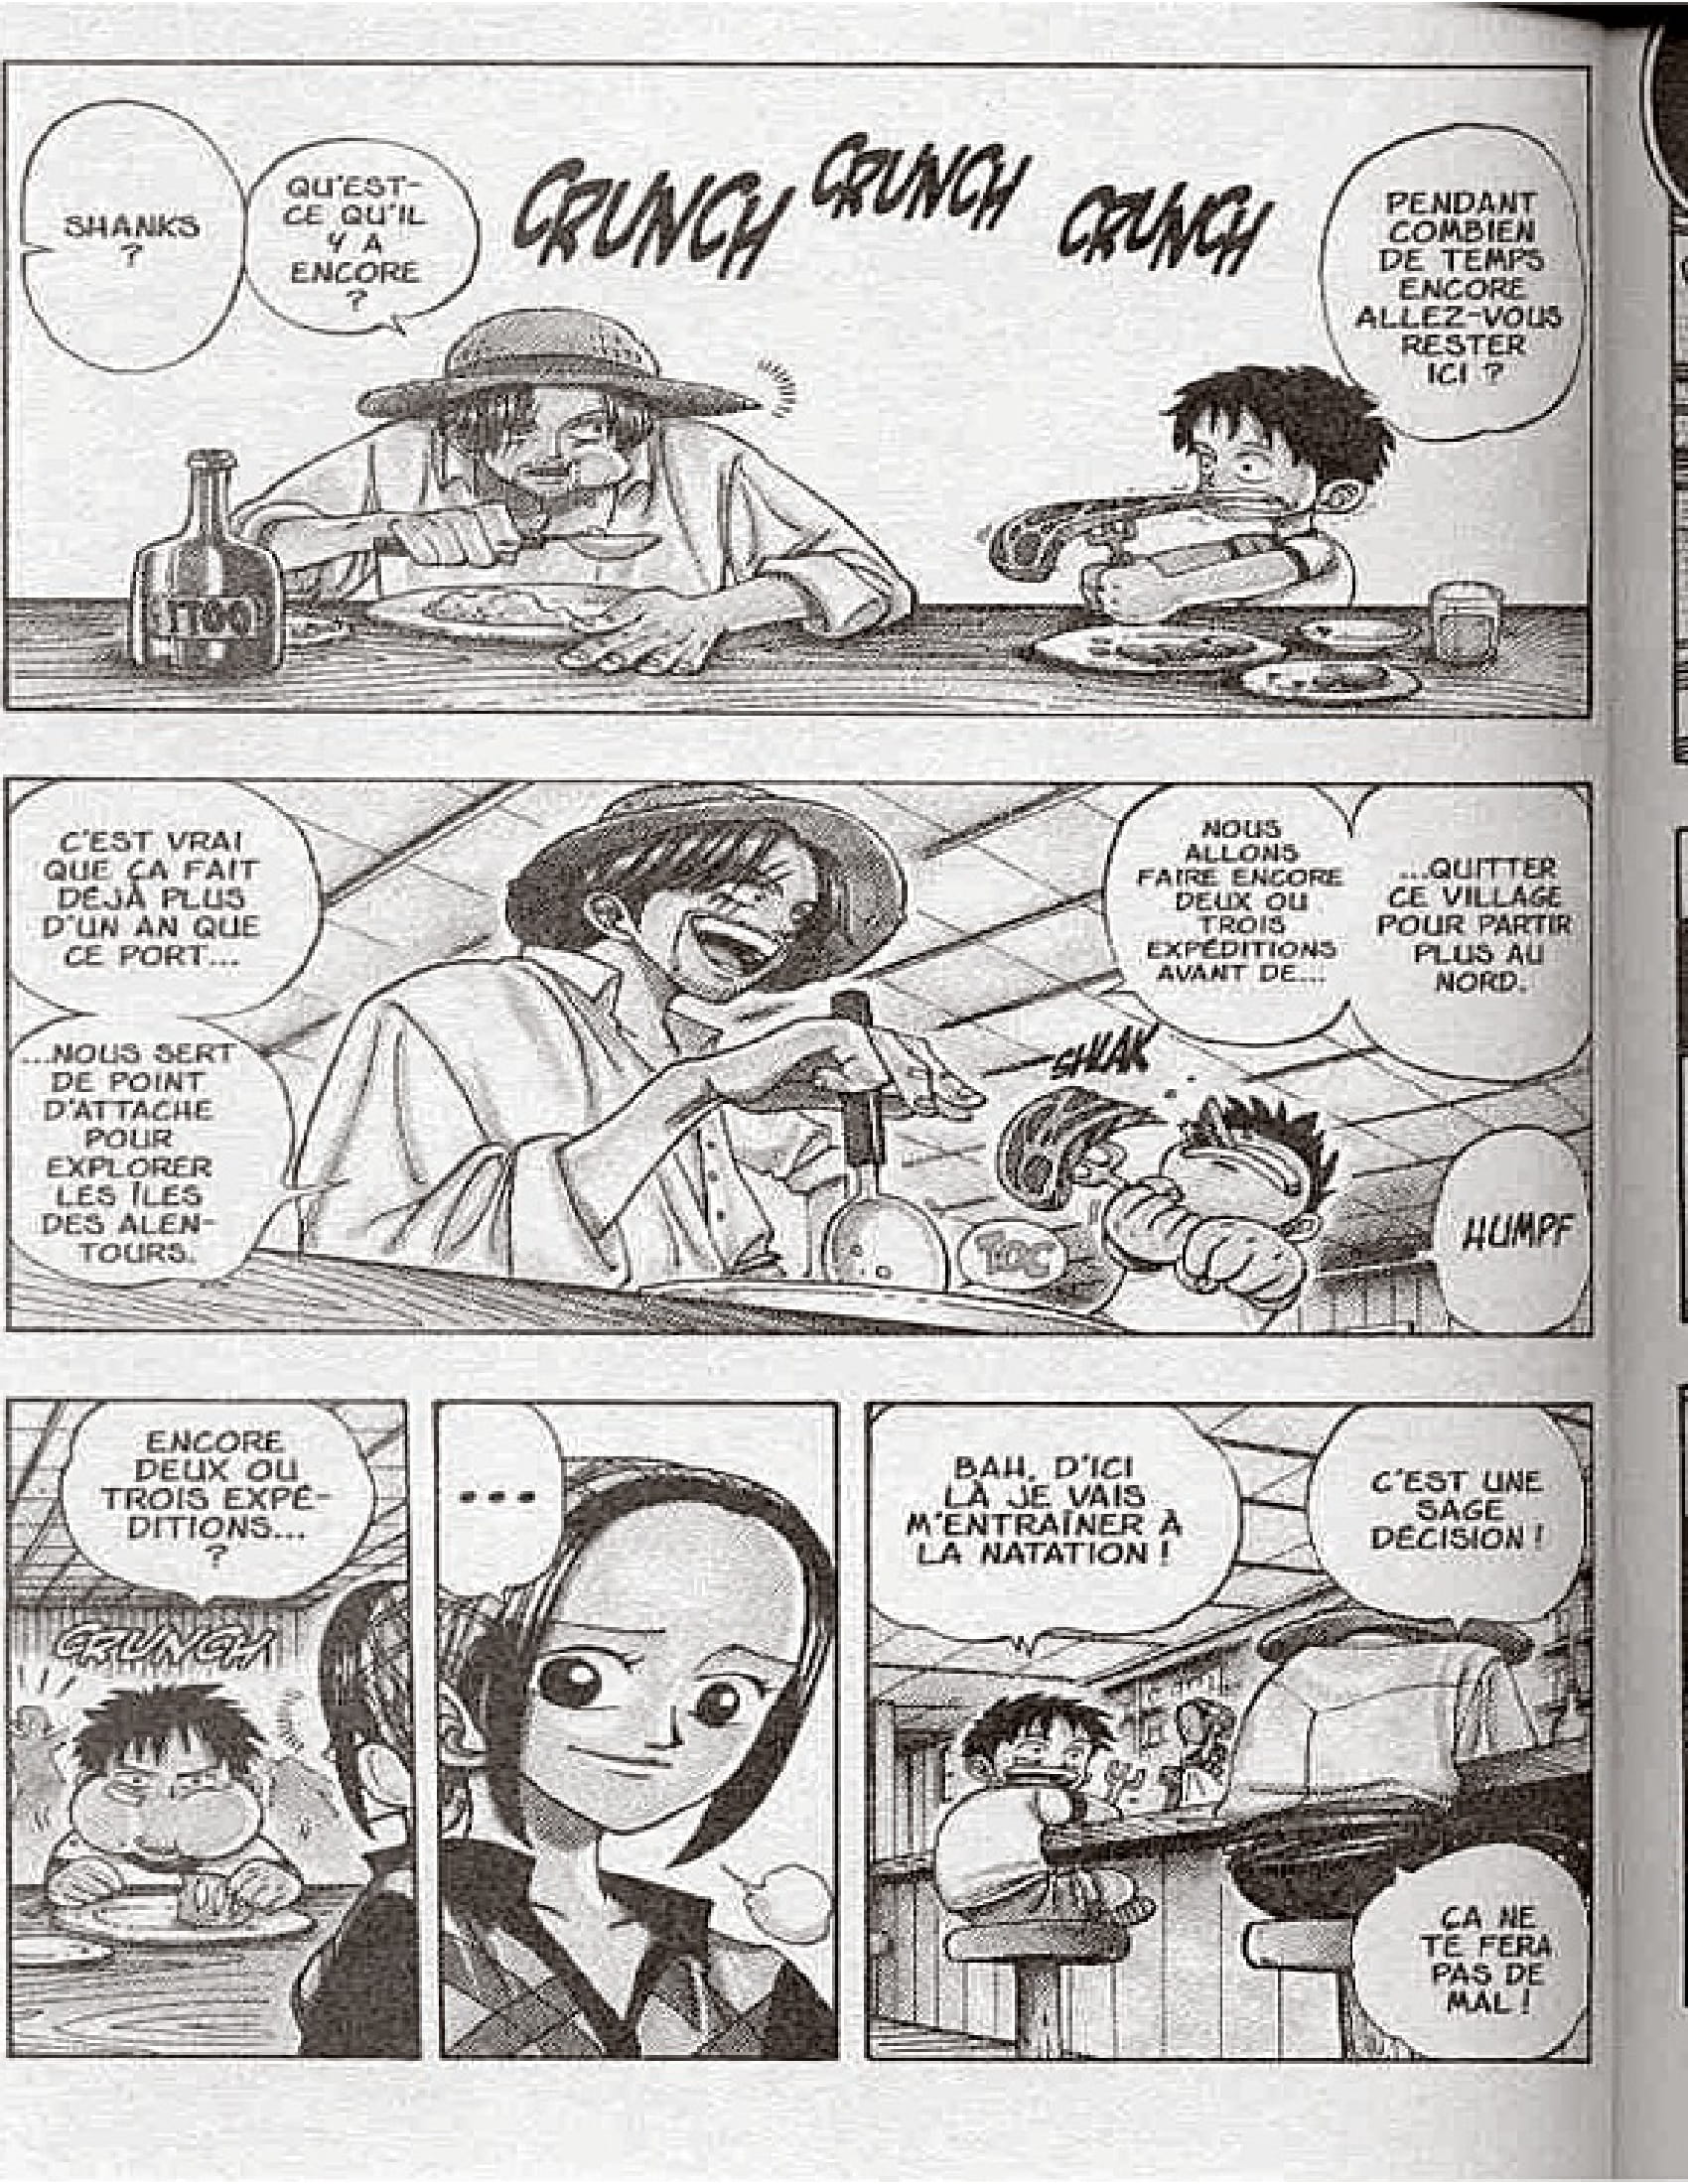 SHANKS
?
QU'EST-
CE QU'IL
Y A
ENCORE
?
CRUNCH
CRUNCH
CRUNCH
PENDANT
COMBIEN
DE TEMPS
ENCORE
ALLEZ-VOUS
RESTER
ICI ?
C'EST VRAI
QUE ÇA FAIT
DÉJÀ PLUS
D'UN AN QUE
CE PORT...
...NOUS SERT
DE POINT
D'ATTACHE
POUR
EXPLORER
LES ÎLES
DES ALEN-
TOURS.
NOUS
ALLONS
FAIRE ENCORE
DEUX OU
TROIS
EXPÉDITIONS
AVANT DE...
...QUITTER
CE VILLAGE
POUR PARTIR
PLUS AU
NORD.
SHLAK
TOC
HUMPF
ENCORE
DEUX OU
TROIS EXPÉ-
DITIONS...
?
CRUNCH
...
BAH, D'ICI
LÀ JE VAIS
M'ENTRAÎNER À
LA NATATION !
C'EST UNE
SAGE
DÉCISION !
ÇA NE
TE FERA
PAS DE
MAL !